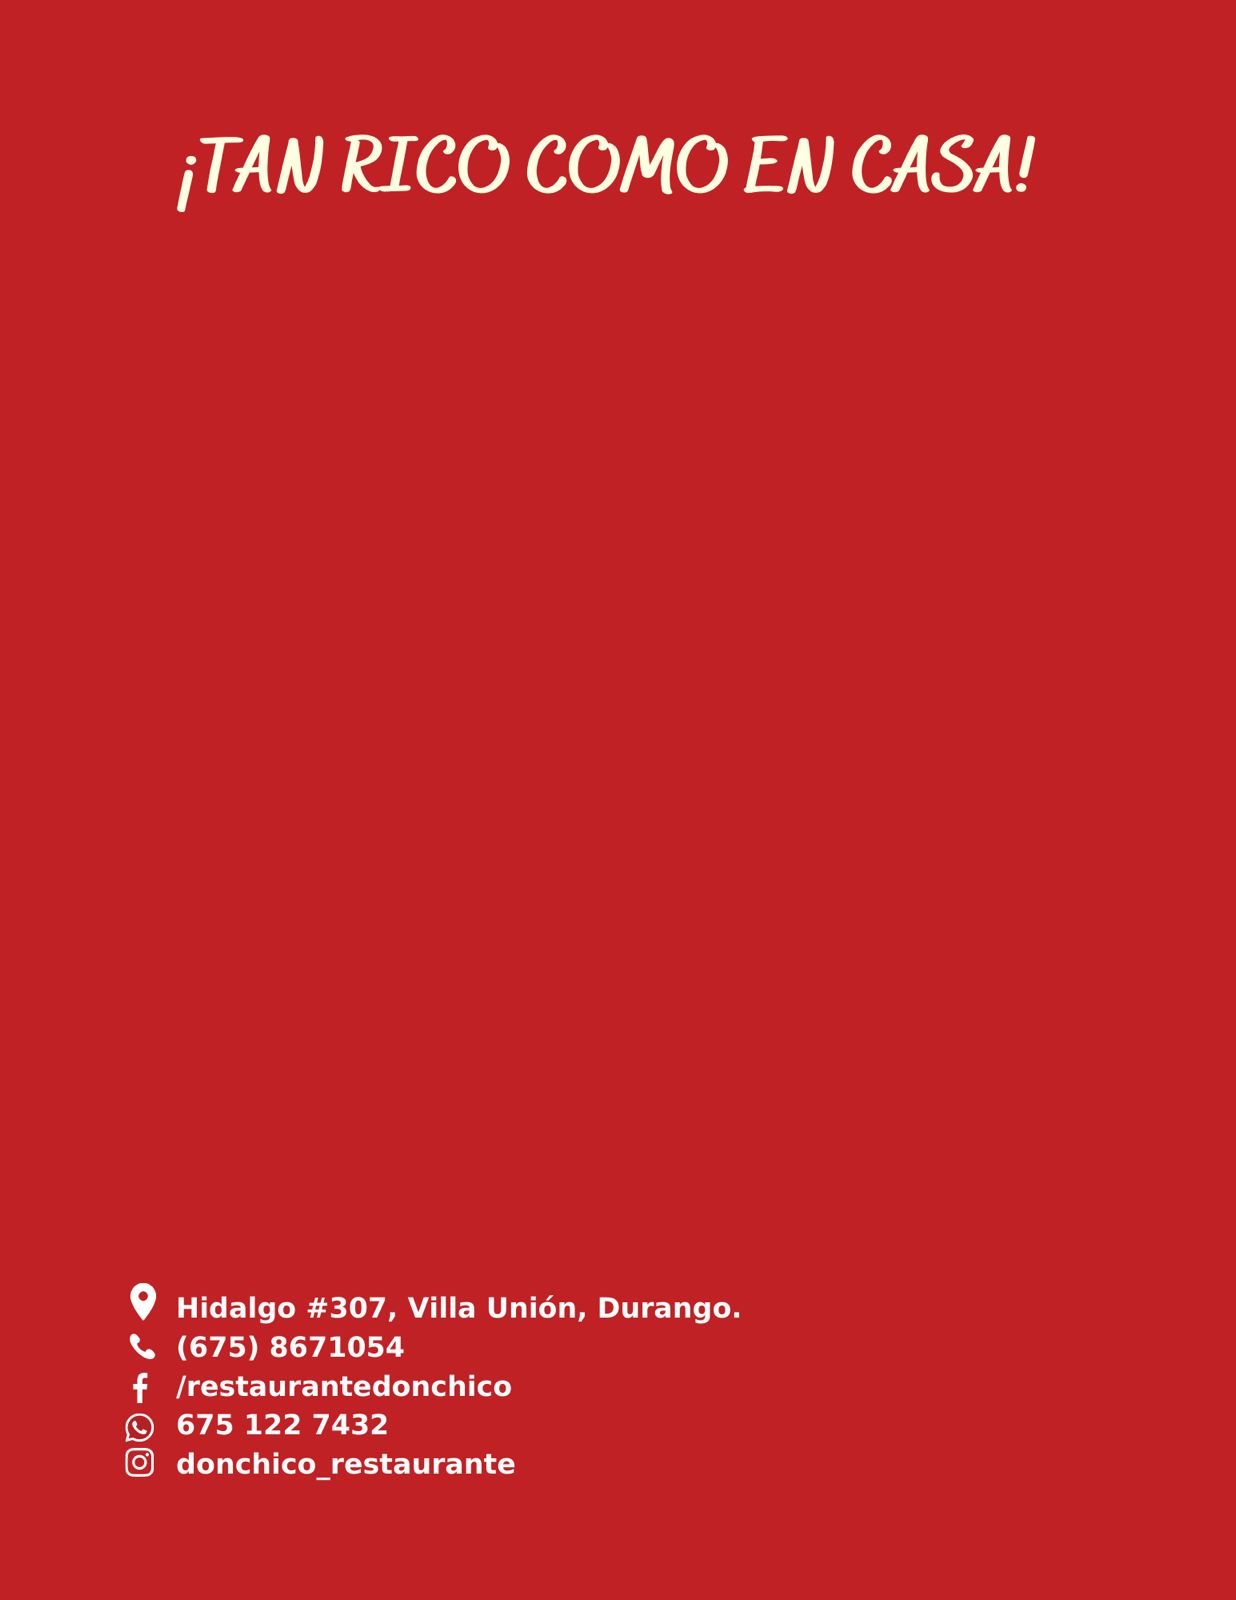 ¡TAN RICO COMO EN CASA!
Hidalgo #307, Villa Unión, Durango.
(675) 8671054
/restaurantedonchico
675 122 7432
donchico_restaurante